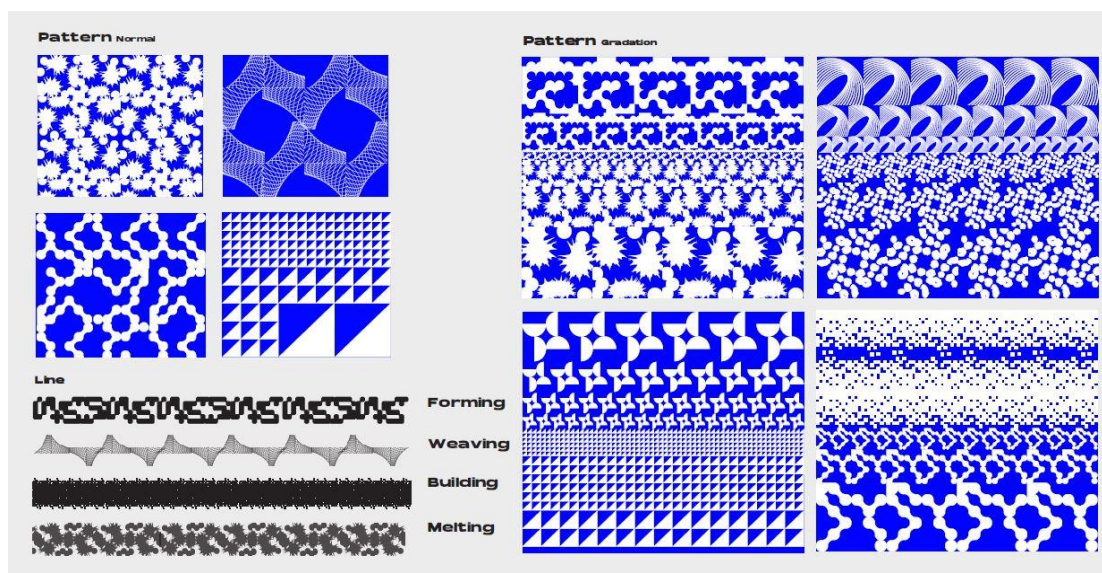 Pattern Normal
Pattern Gradation
Line
Forming
Weaving
Building
Melting